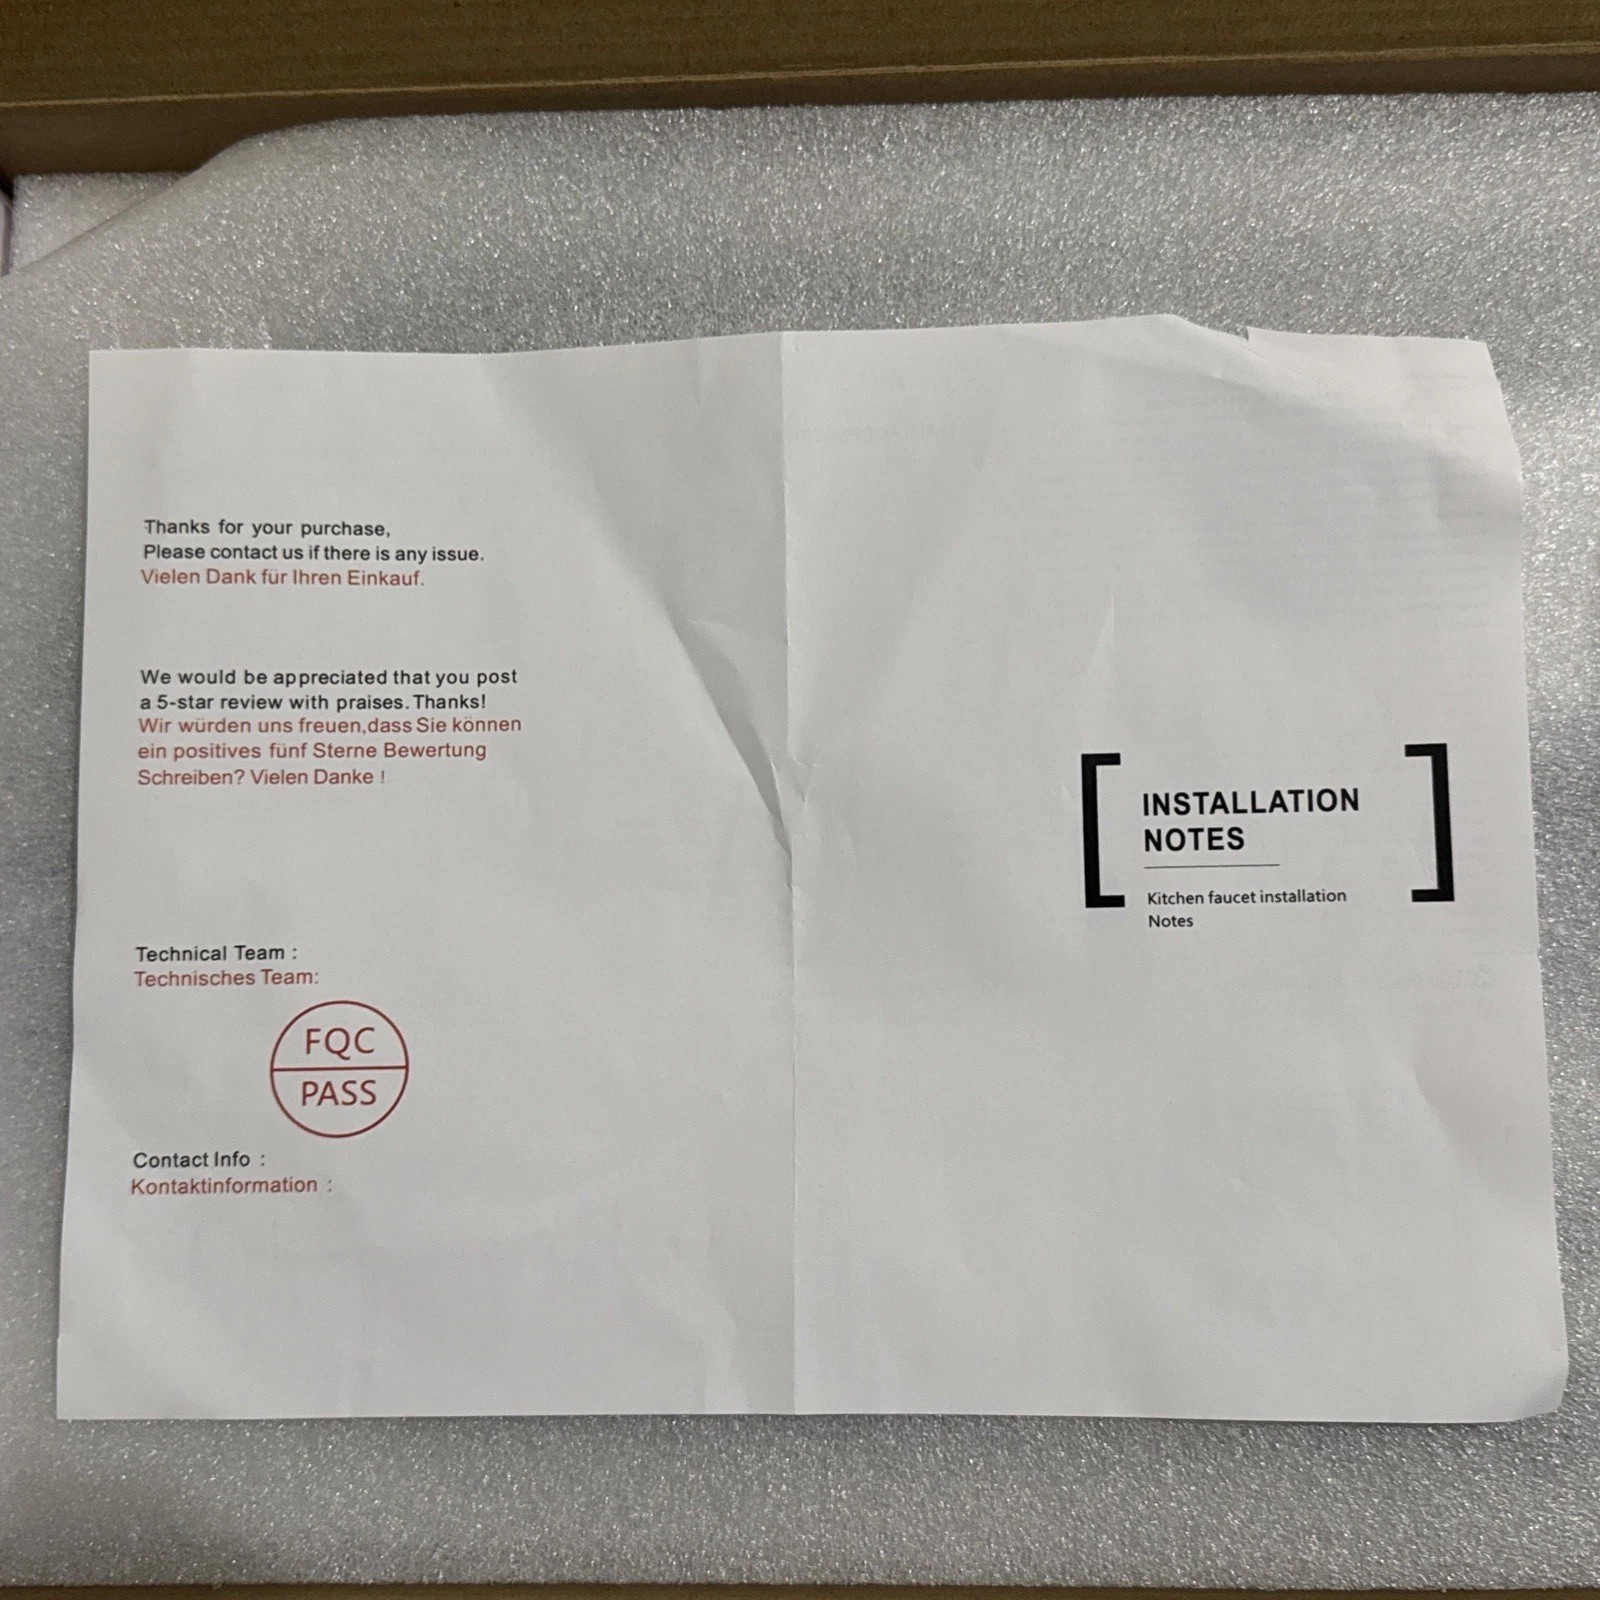 Thanks for your purchase,
Please contact us if there is any issue.
Vielen Dank für Ihren Einkauf.
We would be appreciated that you post
a 5-star review with praises. Thanks!
Wir würden uns freuen,dass Sie können
ein positives fünf Sterne Bewertung
Schreiben? Vielen Danke !
Technical Team :
Technisches Team:
FQC
PASS
Contact Info :
Kontaktinformation :
INSTALLATION
NOTES
Kitchen faucet installation
Notes